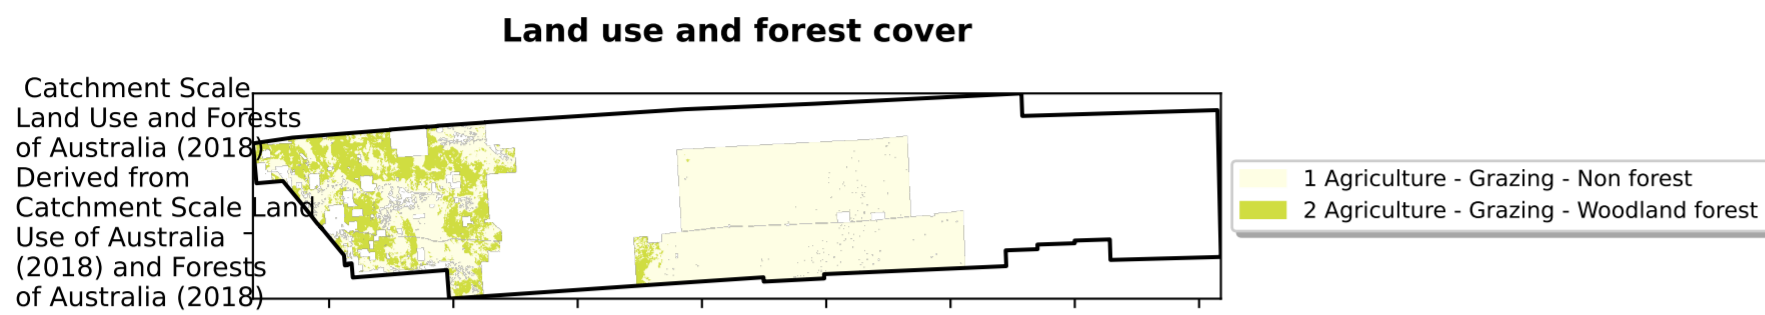 Land use and forest cover
Catchment Scale
Land Use and Forests
of Australia (2018)
Derived from
Catchment Scale Land
Use of Australia
(2018) and Forests
of Australia (2018)
1 Agriculture - Grazing - Non forest
2 Agriculture - Grazing - Woodland forest